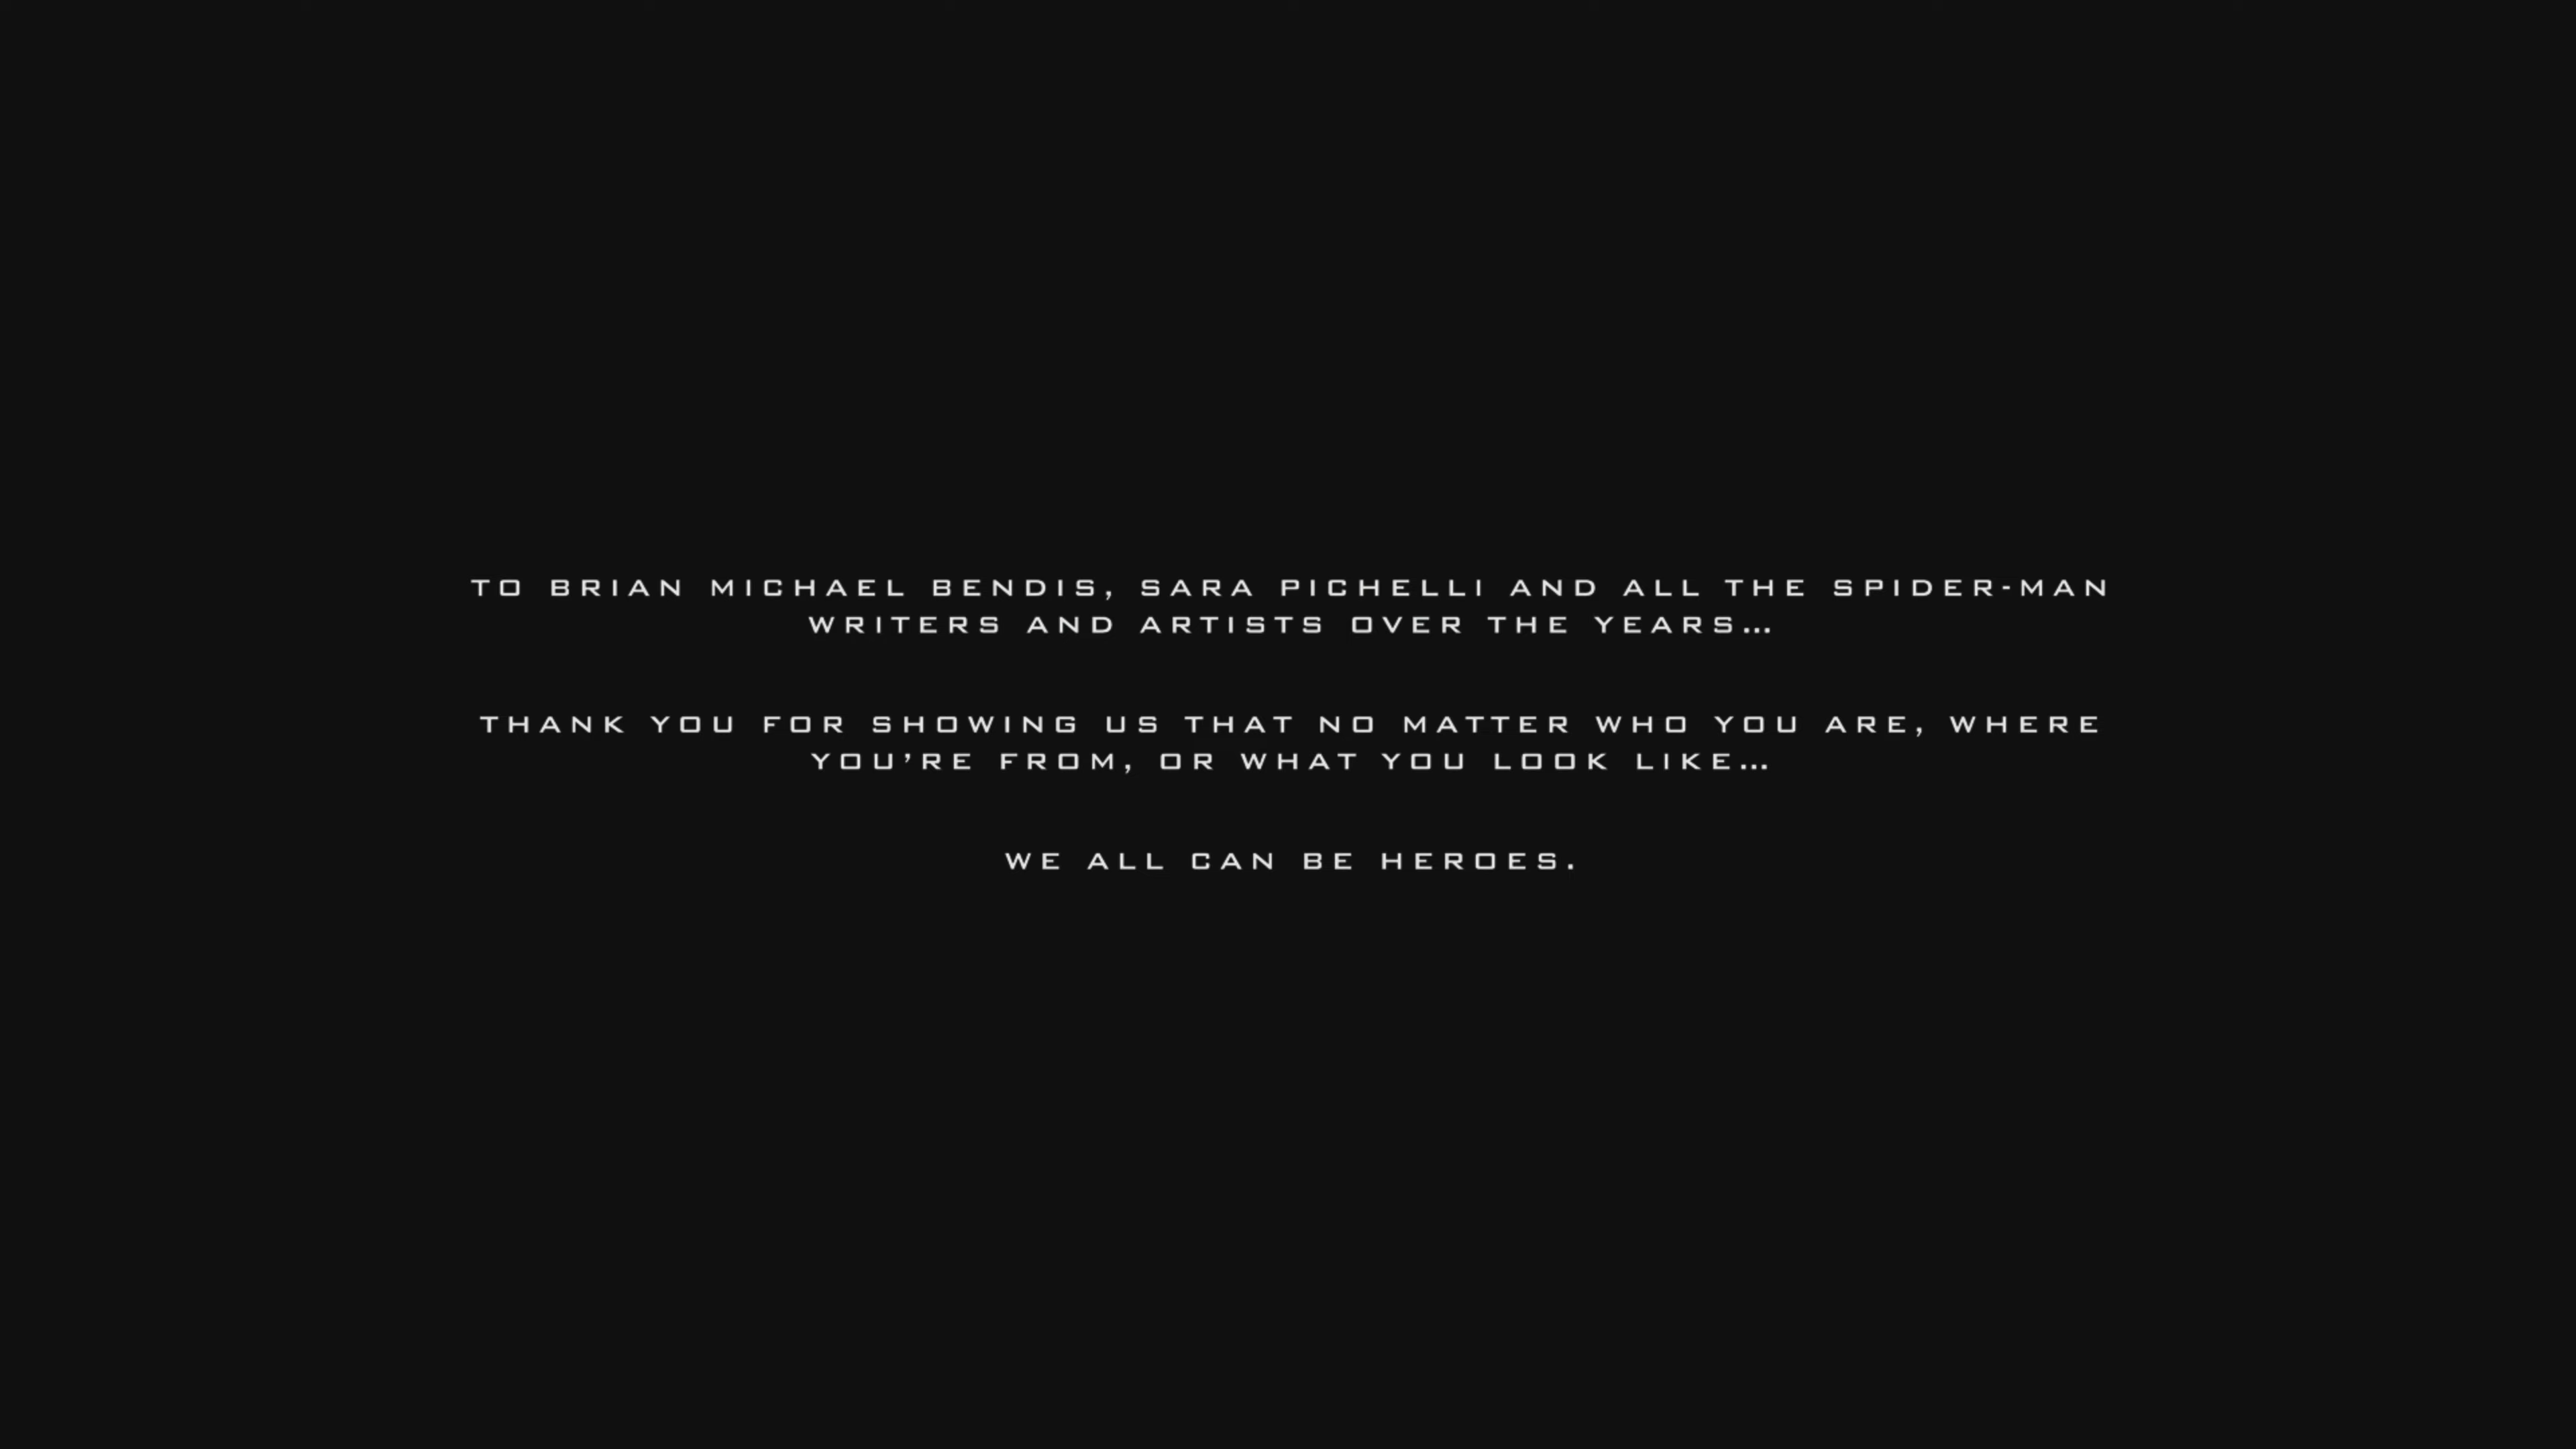 TO BRIAN MICHAEL BENDIS, SARA PICHELLI AND ALL THE SPIDER-MAN
WRITERS AND ARTISTS OVER THE YEARS...
THANK YOU FOR SHOWING US THAT NO MATTER WHO YOU ARE, WHERE
YOU'RE FROM, OR WHAT YOU LOOK LIKE...
WE ALL CAN BE HEROES.